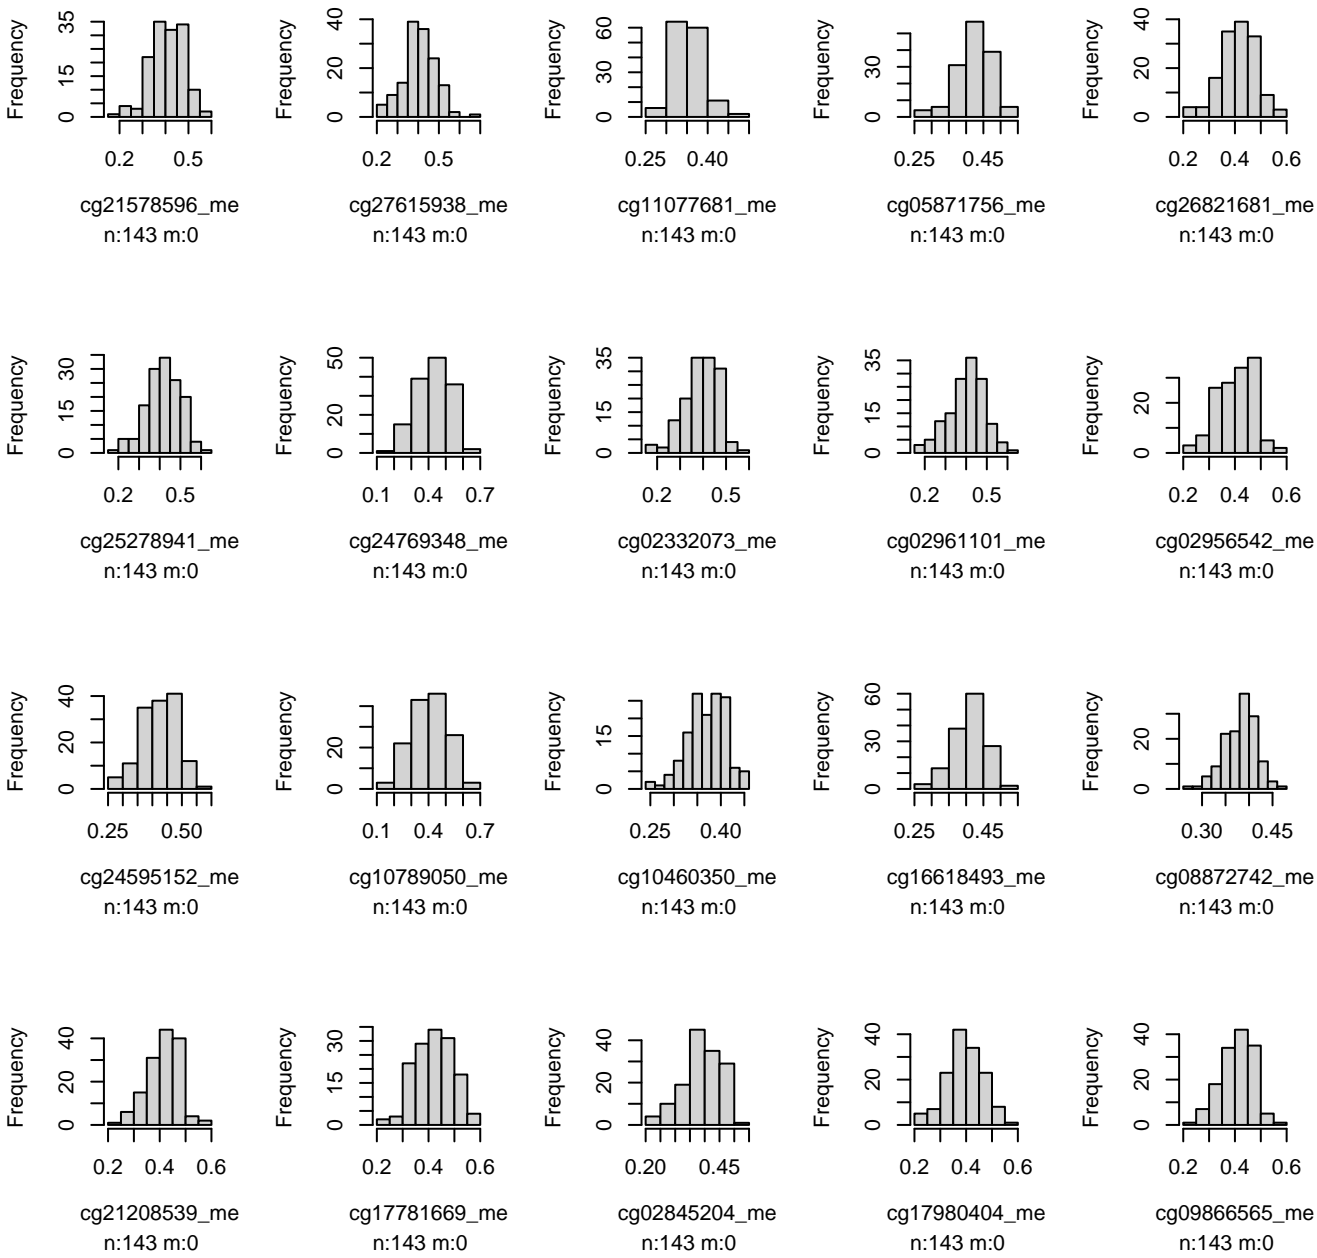 Frequency
0 15 35
0.2 0.5
cg21578596_me
n:143 m:0
Frequency
0 20 40
0.2 0.5
cg27615938_me
n:143 m:0
Frequency
0 30 60
0.25 0.40
cg11077681_me
n:143 m:0
Frequency
0 30
0.25 0.45
cg05871756_me
n:143 m:0
Frequency
0 20 40
0.2 0.4 0.6
cg26821681_me
n:143 m:0
Frequency
0 15 30
0.2 0.5
cg25278941_me
n:143 m:0
Frequency
0 20 50
0.1 0.4 0.7
cg24769348_me
n:143 m:0
Frequency
0 15 35
0.2 0.5
cg02332073_me
n:143 m:0
Frequency
0 15 35
0.2 0.5
cg02961101_me
n:143 m:0
Frequency
0 20
0.2 0.4 0.6
cg02956542_me
n:143 m:0
Frequency
0 20 40
0.25 0.50
cg24595152_me
n:143 m:0
Frequency
0 20
0.1 0.4 0.7
cg10789050_me
n:143 m:0
Frequency
0 15
0.25 0.40
cg10460350_me
n:143 m:0
Frequency
0 30 60
0.25 0.45
cg16618493_me
n:143 m:0
Frequency
0 20
0.30 0.45
cg08872742_me
n:143 m:0
Frequency
0 20 40
0.2 0.4 0.6
cg21208539_me
n:143 m:0
Frequency
0 15 30
0.2 0.4 0.6
cg17781669_me
n:143 m:0
Frequency
0 20 40
0.20 0.45
cg02845204_me
n:143 m:0
Frequency
0 20 40
0.2 0.4 0.6
cg17980404_me
n:143 m:0
Frequency
0 20 40
0.2 0.4 0.6
cg09866565_me
n:143 m:0